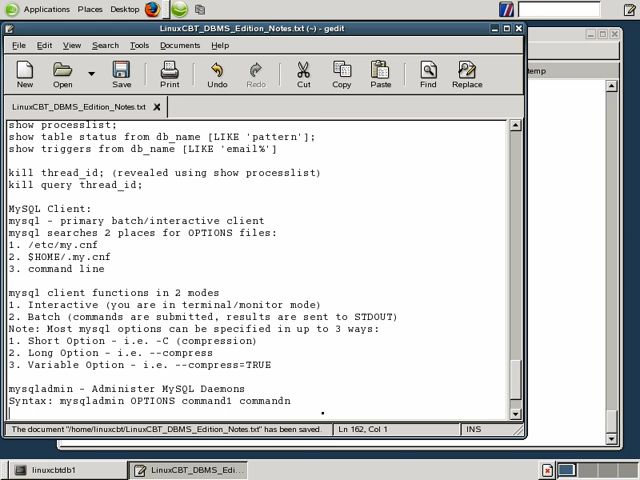 Applications Places Desktop
LinuxCBT_DBMS_Edition_Notes.txt (~) - gedit
File Edit View Search Tools Documents Help
New Open Save Print Undo Redo Cut Copy Paste Find Replace
temp
LinuxCBT_DBMS_Edition_Notes.txt
show processlist;
show table status from db_name [LIKE 'pattern'];
show triggers from db_name [LIKE 'email%']
kill thread_id; (revealed using show processlist)
kill query thread_id;
MySQL Client:
mysql - primary batch/interactive client
mysql searches 2 places for OPTIONS files:
1. /etc/my.cnf
2. $HOME/.my.cnf
3. command line
mysql client functions in 2 modes
1. Interactive (you are in terminal/monitor mode)
2. Batch (commands are submitted, results are sent to STDOUT)
Note: Most mysql options can be specified in up to 3 ways:
1. Short Option - i.e. -C (compression)
2. Long Option - i.e. --compress
3. Variable Option - i.e. --compress=TRUE
mysqladmin - Administer MySQL Daemons
Syntax: mysqladmin OPTIONS command1 commandn
The document "/home/linuxcbt/LinuxCBT_DBMS_Edition_Notes.txt" has been saved. Ln 162, Col 1 INS
linuxcbtdb1 LinuxCBT_DBMS_Edi...